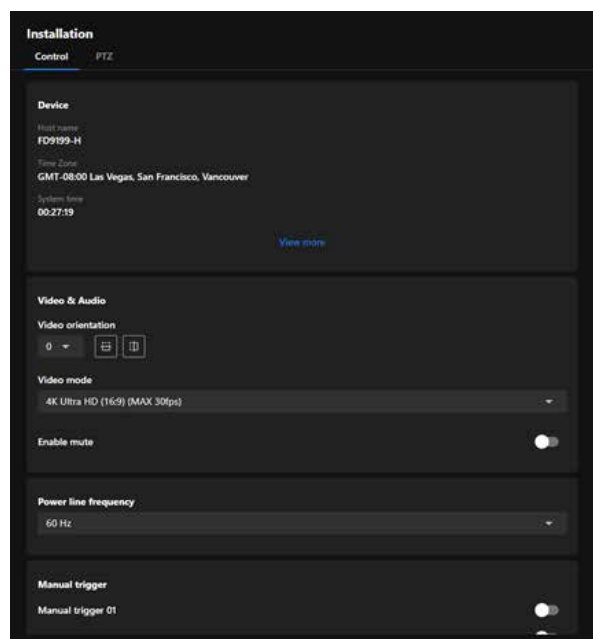 Installation
Control PTZ
Device
Host name
FD9199-H
Time Zone
GMT-08:00 Las Vegas, San Francisco, Vancouver
System time
00:27:19
View more
Video & Audio
Video orientation
0
Video mode
4K Ultra HD (16:9) (MAX 30fps)
Enable mute
Power line frequency
60 Hz
Manual trigger
Manual trigger 01